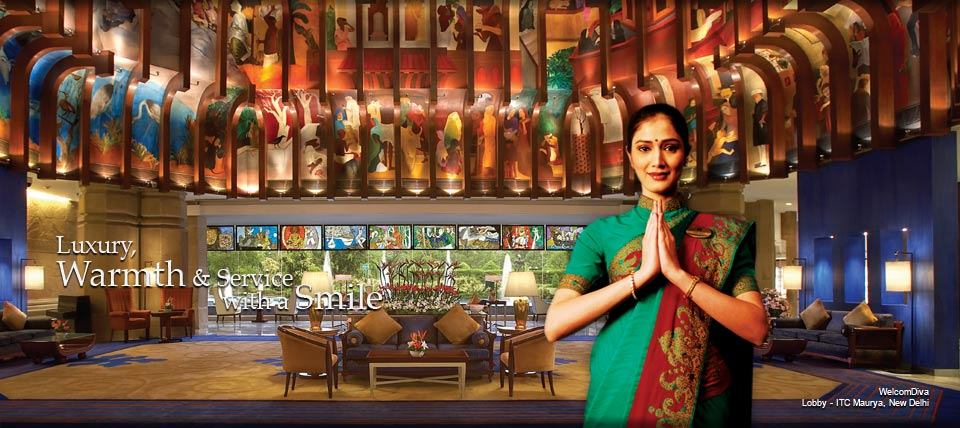 Luxury,
Warmth & Service
with a Smile
WelcomDiva
Lobby - ITC Maurya, New Delhi